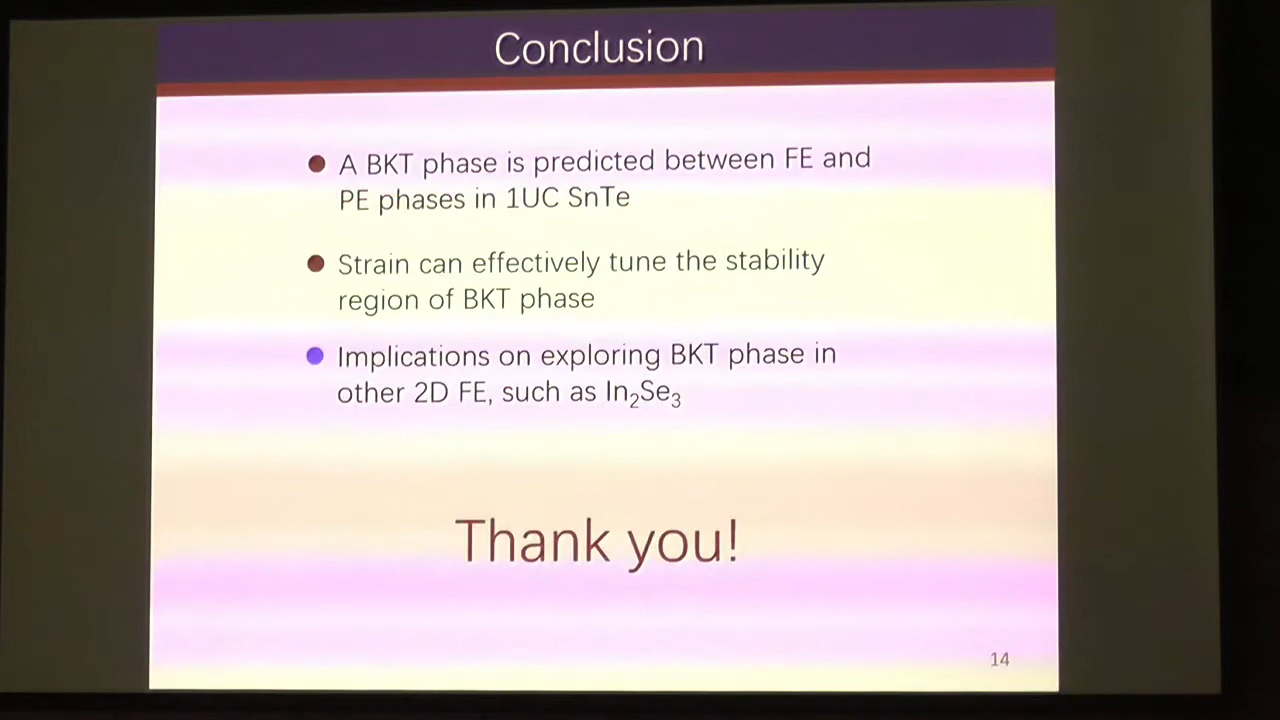 Conclusion
A BKT phase is predicted between FE and
PE phases in 1UC SnTe
Strain can effectively tune the stability
region of BKT phase
Implications on exploring BKT phase in
other 2D FE, such as In₂Se₃
Thank you!
14